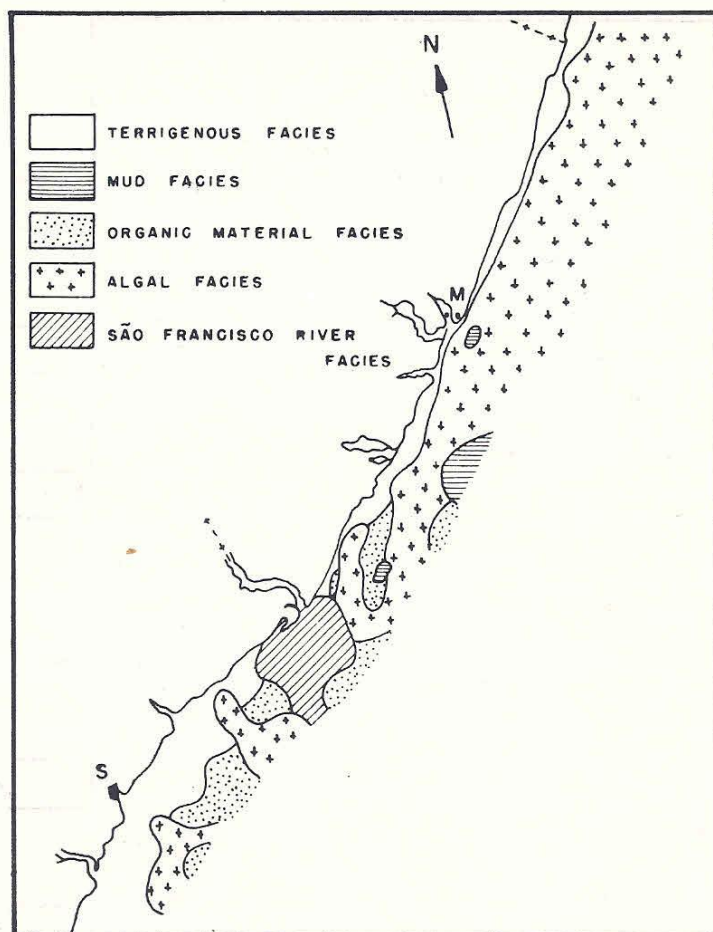 N
TERRIGENOUS FACIES
MUD FACIES
ORGANIC MATERIAL FACIES
ALGAL FACIES
SÃO FRANCISCO RIVER
FACIES
M
S